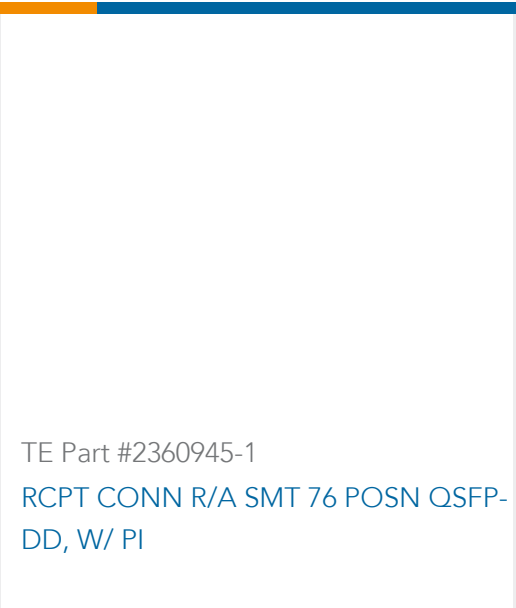 TE Part #2360945-1
RCPT CONN R/A SMT 76 POSN QSFP-
DD, W/ PI